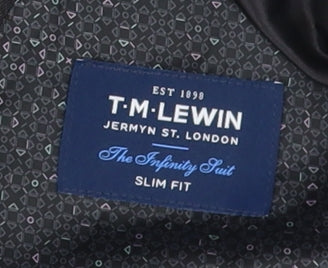 EST 1898
T·M·LEWIN
JERMYN ST. LONDON
The Infinity Suit
SLIM FIT